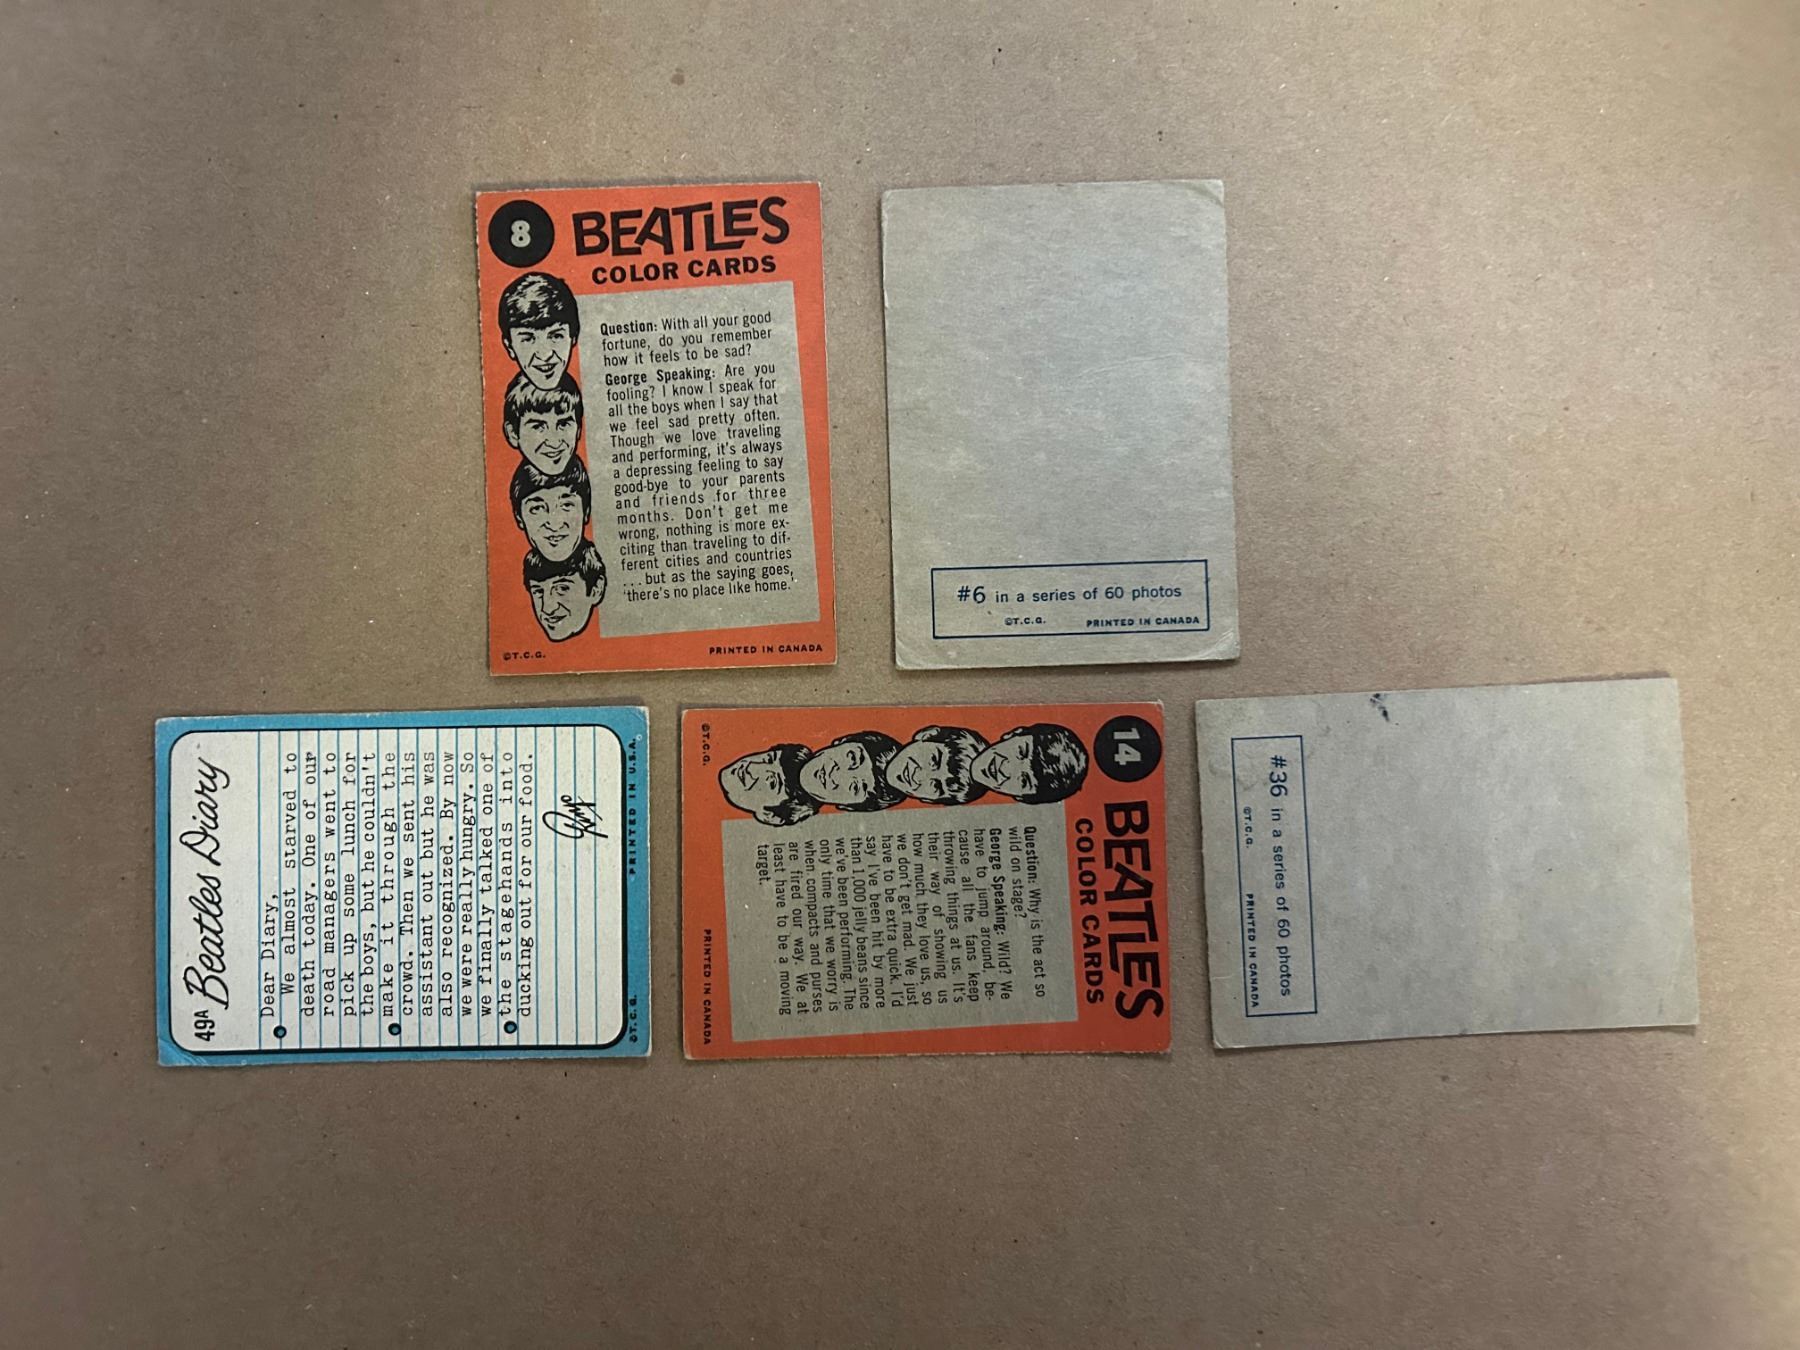 8
BEATLES
COLOR CARDS
Question: With all your good
fortune, do you remember
how it feels to be sad?
George Speaking: Are you
fooling? I know I speak for
all the boys when I say that
we feel sad pretty often.
Though we love traveling
and performing, it's always
a depressing feeling to say
good-bye to your parents
and friends for three
months. Don't get me
wrong, nothing is more ex-
citing than traveling to dif-
ferent cities and countries
...but as the saying goes,
'there's no place like home.'
©T.C.G.
PRINTED IN CANADA
#6 in a series of 60 photos
©T.C.G.
PRINTED IN CANADA
49A Beatles Diary
Dear Diary,
We almost starved to
death today. One of our
road managers went to
pick up some lunch for
the boys, but he couldn't
make it through the
crowd. Then we sent his
assistant out but he was
also recognized. By now
we were really hungry. So
we finally talked one of
the stagehands into
ducking out for our food.
Ringo
©T.C.G.
PRINTED IN U.S.A.
14
BEATLES
COLOR CARDS
Question: Why is the act so
wild on stage?
George Speaking: Wild? We
have to jump around, be-
cause all the fans keep
throwing things at us. It's
their way of showing us
how much they love us, so
we don't get mad. We just
have to be extra quick. I'd
say I've been hit by more
than 1,000 jelly beans since
we've been performing. The
only time that we worry is
when compacts and purses
are fired our way. We at
least have to be a moving
target.
©T.C.G.
PRINTED IN CANADA
#36 in a series of 60 photos
©T.C.G.
PRINTED IN CANADA